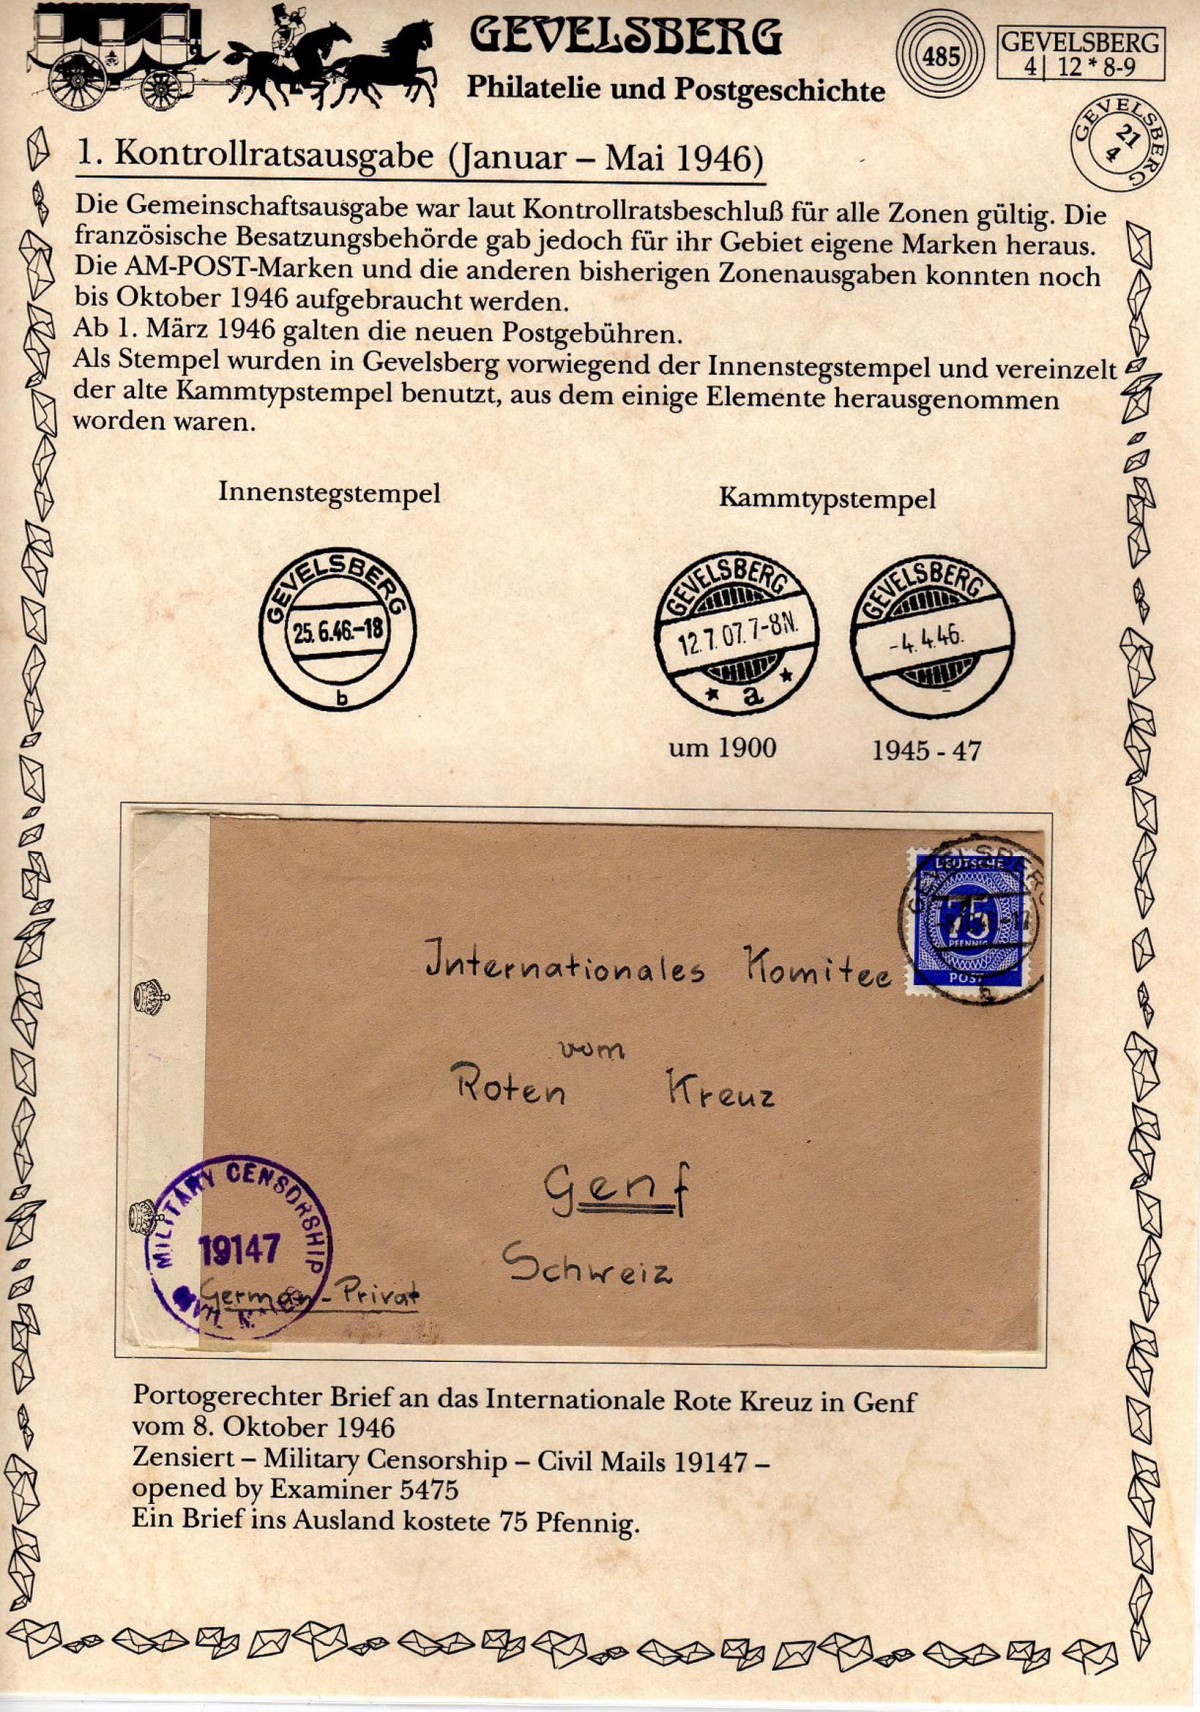 GEVELSBERG
Philatelie und Postgeschichte
485
GEVELSBERG
4| 12 * 8-9
GEVELSBERG
21
4
1. Kontrollratsausgabe (Januar – Mai 1946)
Die Gemeinschaftsausgabe war laut Kontrollratsbeschluß für alle Zonen gültig. Die
französische Besatzungsbehörde gab jedoch für ihr Gebiet eigene Marken heraus.
Die AM-POST-Marken und die anderen bisherigen Zonenausgaben konnten noch
bis Oktober 1946 aufgebraucht werden.
Ab 1. März 1946 galten die neuen Postgebühren.
Als Stempel wurden in Gevelsberg vorwiegend der Innenstegstempel und vereinzelt
der alte Kammtypstempel benutzt, aus dem einige Elemente herausgenommen
worden waren.
Innenstegstempel
Kammtypstempel
GEVELSBERG
25.6.46.-18
b
GEVELSBERG
12.7.07.7-8N.
* a *
GEVELSBERG
-4.4.46.
um 1900
1945 - 47
GEVELSBERG
DEUTSCHE
75
PFENNIG
POST
Internationales Komitee
vom
Roten Kreuz
Genf
Schweiz
MILITARY CENSORSHIP
19147
CIVIL MAILS
German - Privat
Portogerechter Brief an das Internationale Rote Kreuz in Genf
vom 8. Oktober 1946
Zensiert – Military Censorship – Civil Mails 19147 –
opened by Examiner 5475
Ein Brief ins Ausland kostete 75 Pfennig.